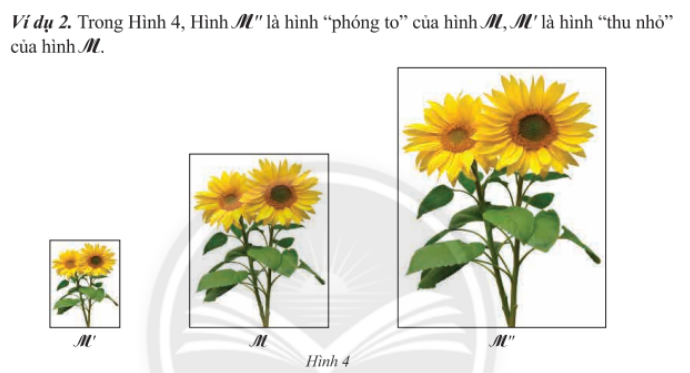 Ví dụ 2. Trong Hình 4, Hình ℳ″ là hình “phóng to” của hình ℳ, ℳ′ là hình “thu nhỏ”
của hình ℳ.
ℳ′
ℳ
ℳ″
Hình 4